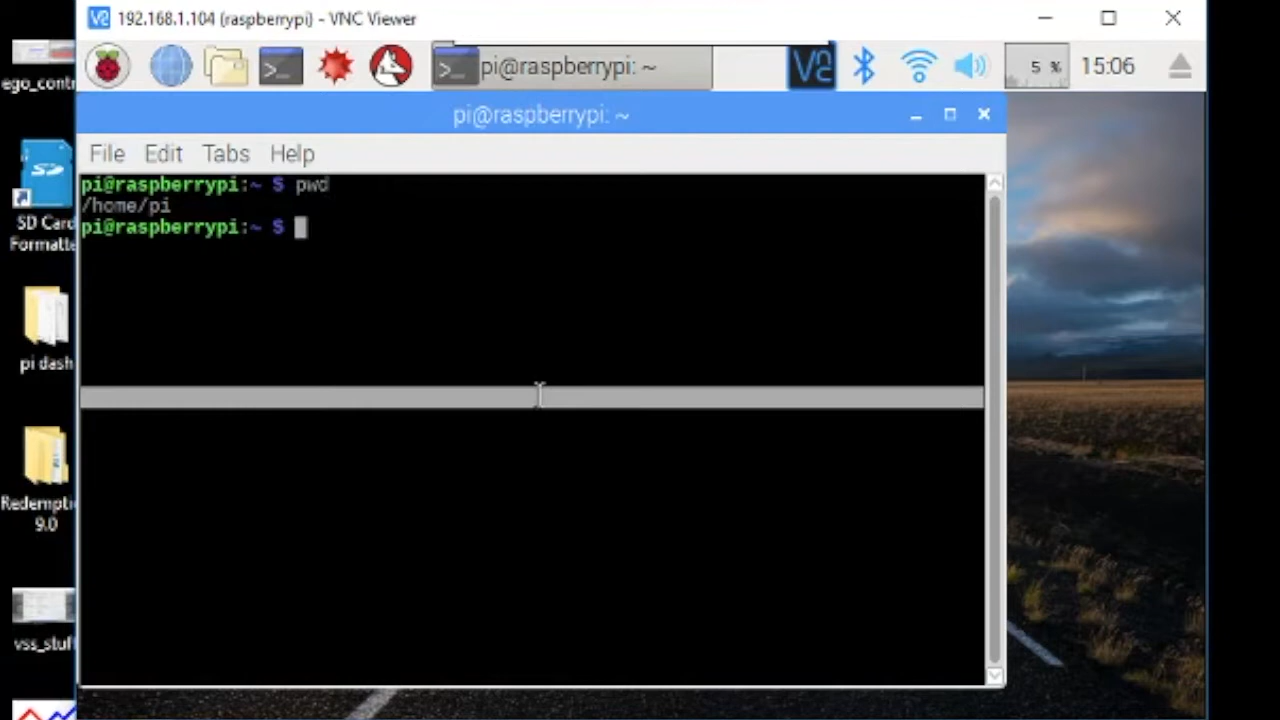 192.168.1.104 (raspberrypi) - VNC Viewer
pi@raspberrypi: ~
5 %
15:06
pi@raspberrypi: ~
File Edit Tabs Help
pi@raspberrypi:~ $ pwd
/home/pi
pi@raspberrypi:~ $
ego_contr
SD Card
Formatte
pi dash
Redempti
9.0
vss_stuf